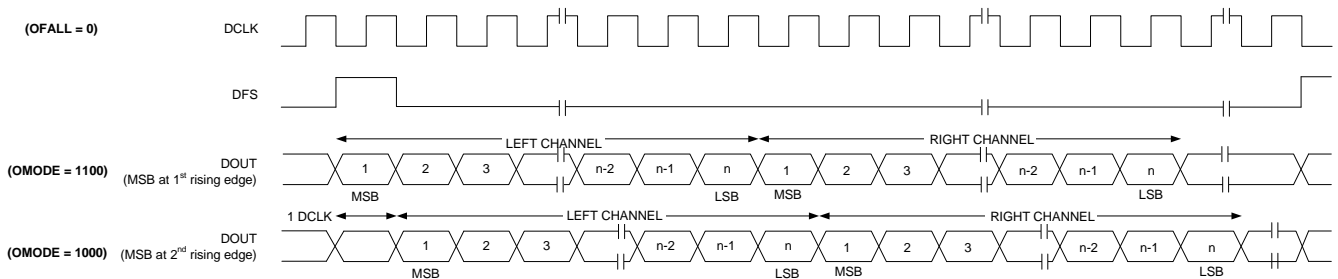 (OFALL = 0) DCLK
DFS
LEFT CHANNEL RIGHT CHANNEL
(OMODE = 1100) DOUT 1 2 3 n-2 n-1 n 1 2 3 n-2 n-1 n
(MSB at 1st rising edge)
MSB LSB MSB LSB
1 DCLK LEFT CHANNEL RIGHT CHANNEL
(OMODE = 1000) DOUT 1 2 3 n-2 n-1 n 1 2 3 n-2 n-1 n
(MSB at 2nd rising edge)
MSB LSB MSB LSB